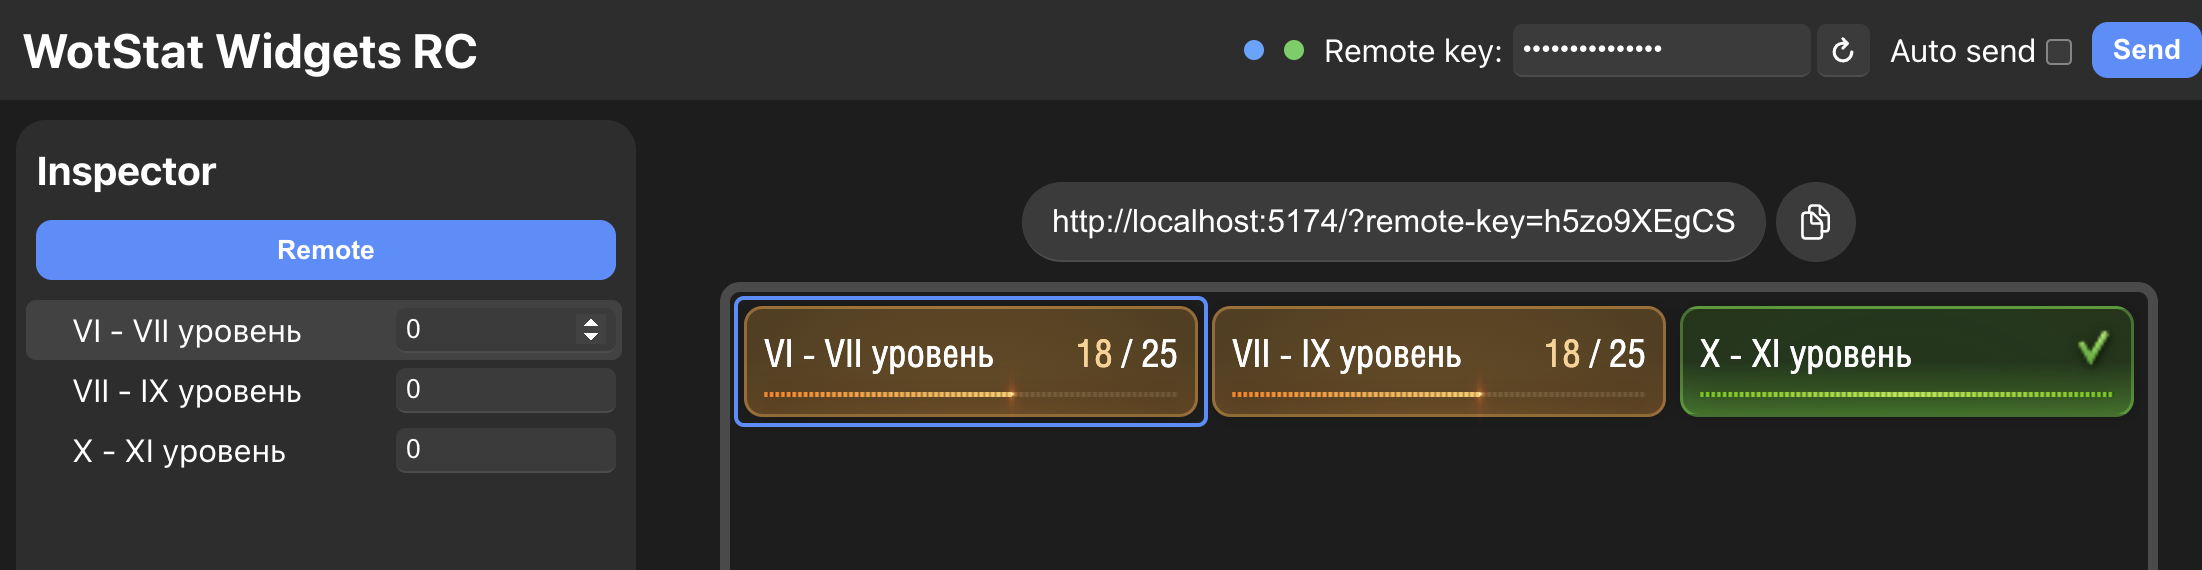 WotStat Widgets RC
Remote key: ••••••••••••••• Auto send Send
Inspector
Remote
VI - VII уровень 0
VII - IX уровень 0
X - XI уровень 0
http://localhost:5174/?remote-key=h5zo9XEgCS
VI - VII уровень 18 / 25
VII - IX уровень 18 / 25
X - XI уровень